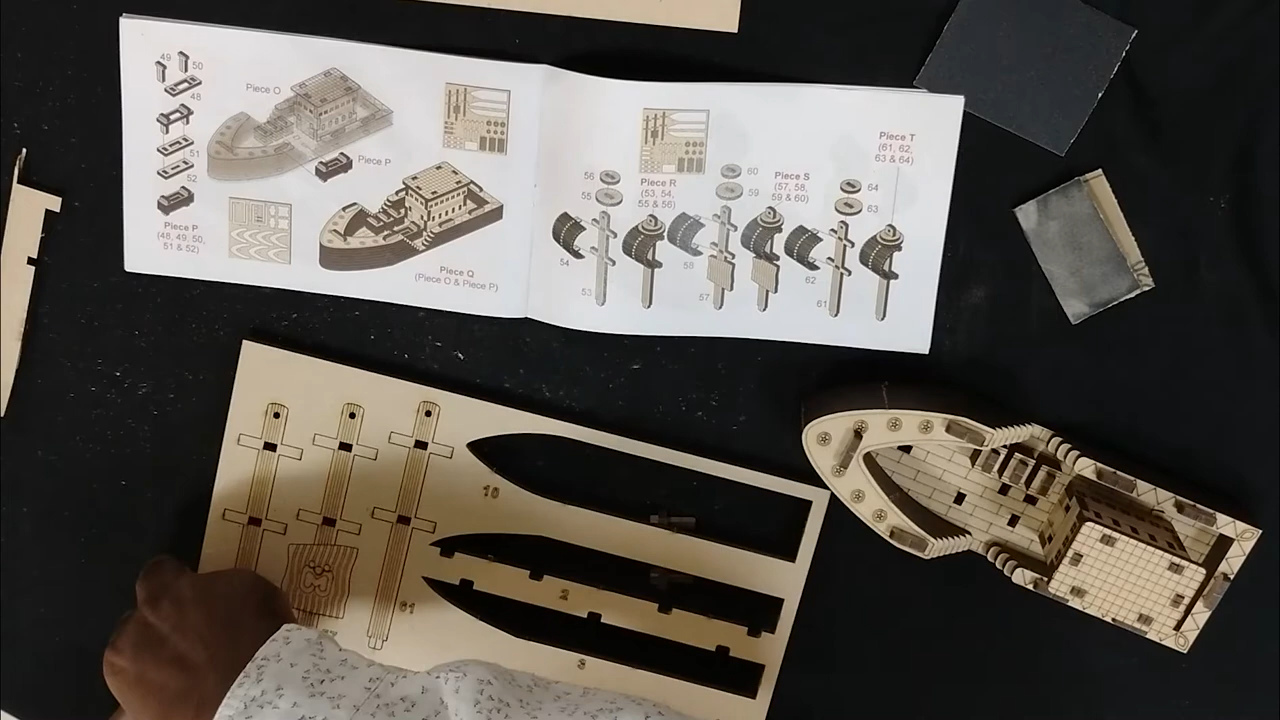 49
50
48
51
52
Piece P
(48, 49, 50,
51 & 52)
Piece O
Piece P
Piece Q
(Piece O & Piece P)
56
55
54
53
Piece R
(53, 54,
55 & 56)
60
59
58
57
Piece S
(57, 58,
59 & 60)
Piece T
(61, 62,
63 & 64)
64
63
62
61
10
2
3
61